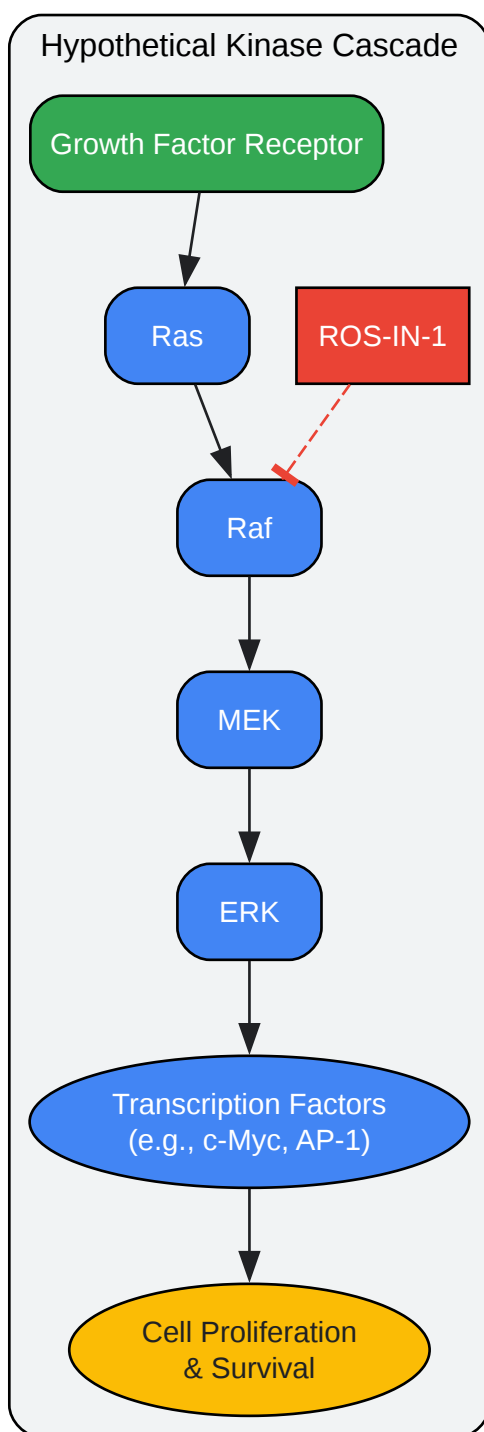 Hypothetical Kinase Cascade
Growth Factor Receptor
Ras
ROS-IN-1
Raf
MEK
ERK
Transcription Factors
(e.g., c-Myc, AP-1)
Cell Proliferation
& Survival